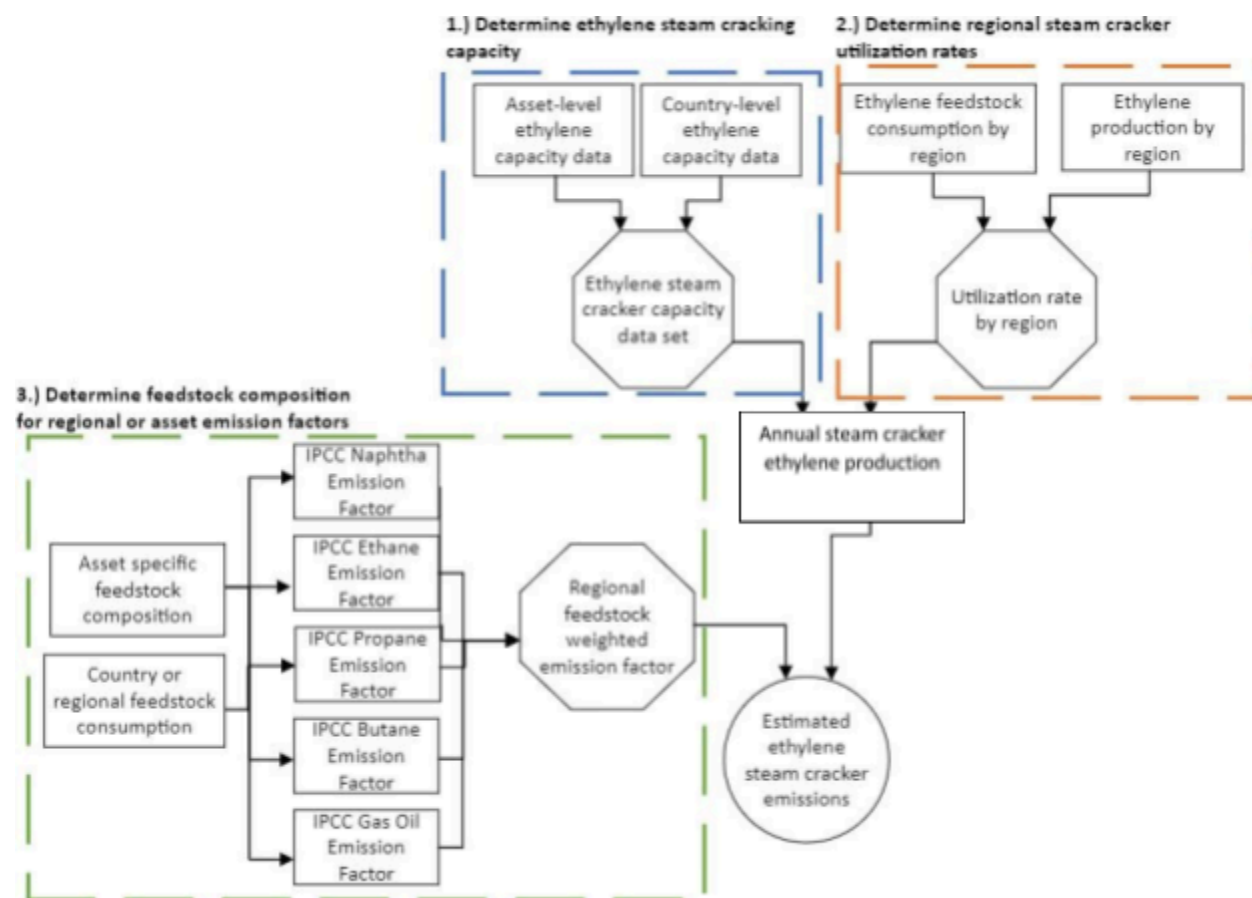 1.) Determine ethylene steam cracking
capacity
2.) Determine regional steam cracker
utilization rates
Asset-level
ethylene
capacity data
Country-level
ethylene
capacity data
Ethylene feedstock
consumption by
region
Ethylene
production by
region
Ethylene steam
cracker capacity
data set
Utilization rate
by region
Annual steam cracker
ethylene production
3.) Determine feedstock composition
for regional or asset emission factors
Asset specific
feedstock
composition
Country or
regional feedstock
consumption
IPCC Naphtha
Emission
Factor
IPCC Ethane
Emission
Factor
IPCC Propane
Emission
Factor
IPCC Butane
Emission
Factor
IPCC Gas Oil
Emission
Factor
Regional
feedstock
weighted
emission factor
Estimated
ethylene
steam cracker
emissions